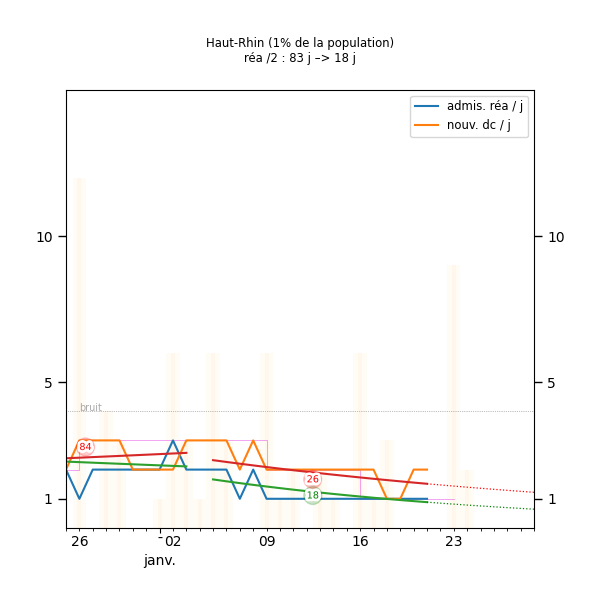 Haut-Rhin (1% de la population)
réa /2 : 83 j –> 18 j
admis. réa / j
nouv. dc / j
10
10
5
5
bruit
84
26
18
1
1
26
02
09
16
23
janv.